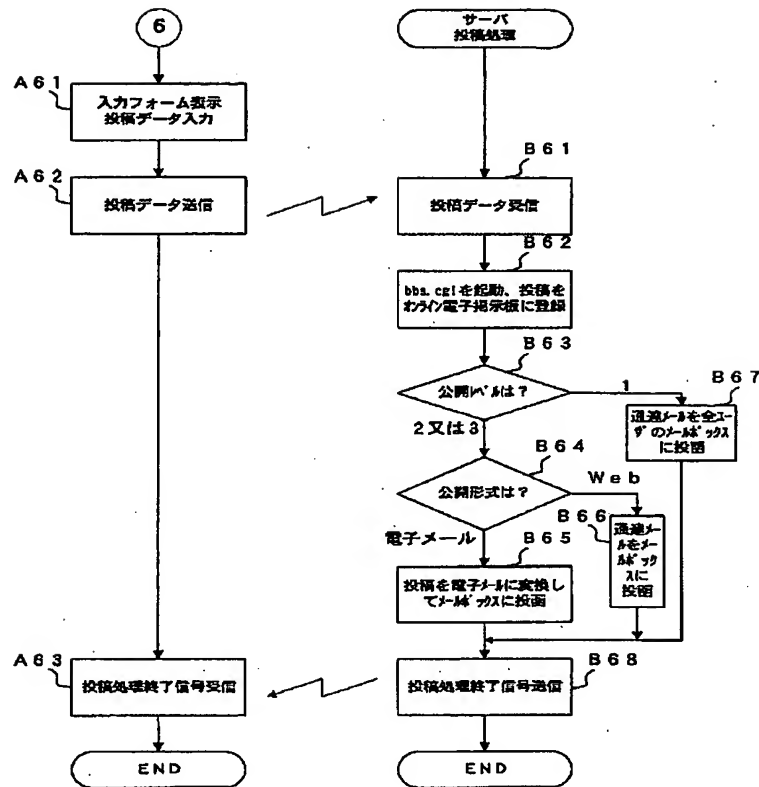 6
A61
入力フォーム表示
投稿データ入力
A62
投稿データ送信
A63
投稿処理終了信号受信
END
サーバ
投稿処理
B61
投稿データ受信
B62
bbs.cgiを起動、投稿を
オンライン電子掲示板に登録
B63
公開レベルは?
1
2又は3
B67
通達メールを全ユー
ザのメールボックス
に投函
B64
公開形式は?
Web
電子メール
B66
通達メー
ルをメー
ルボック
スに
投函
B65
投稿を電子メールに変換し
てメールボックスに投函
B68
投稿処理終了信号送信
END